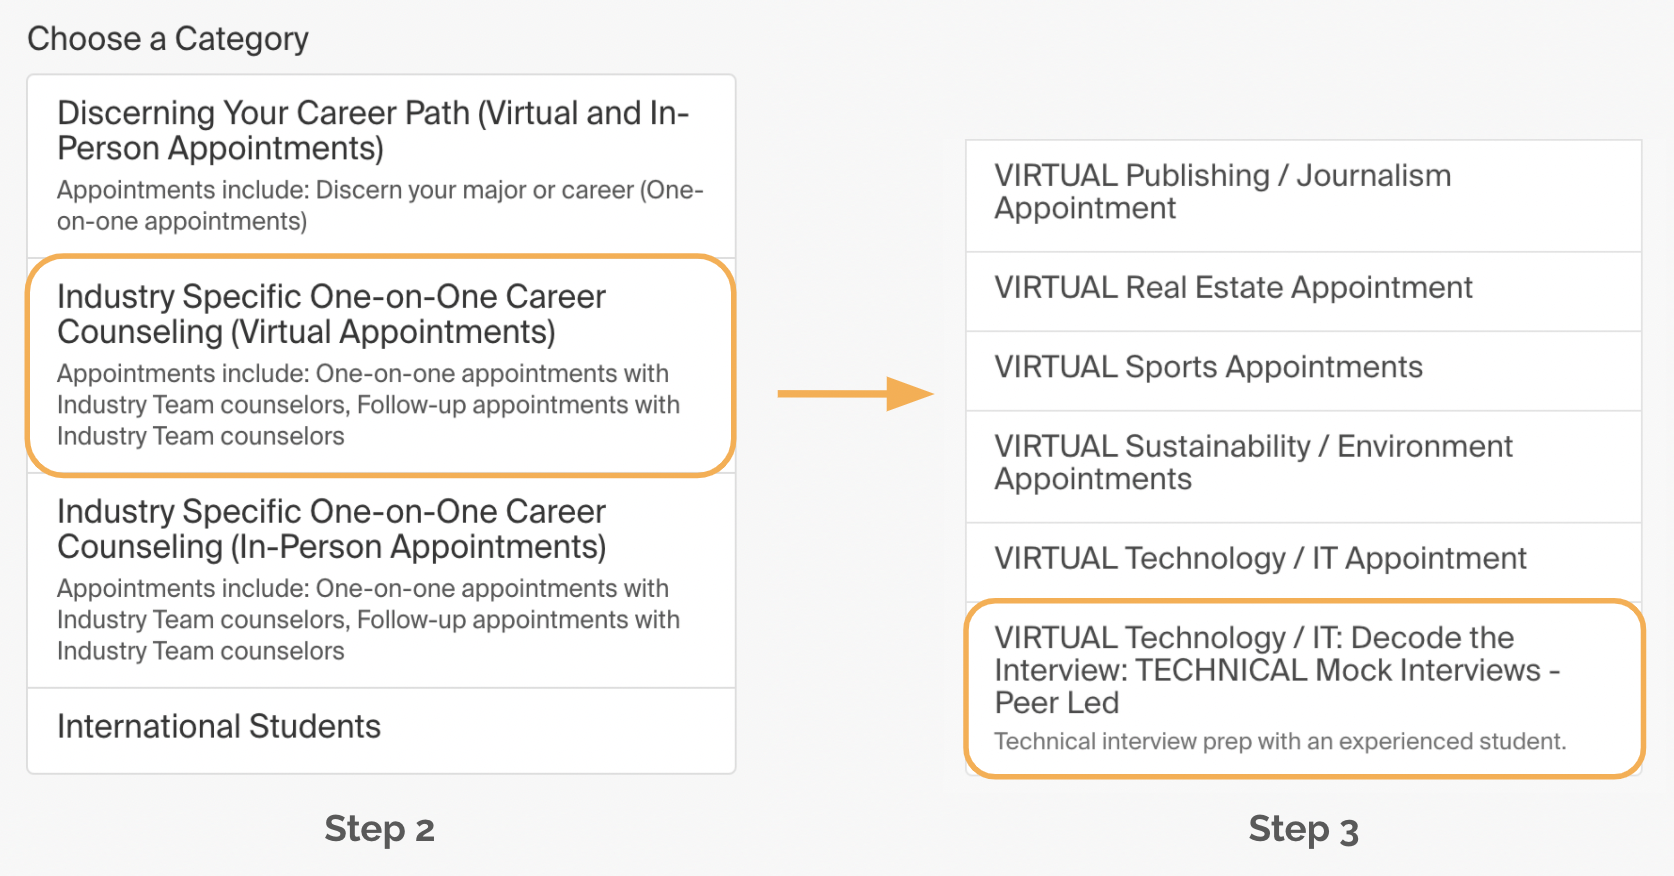 Choose a Category
Discerning Your Career Path (Virtual and In-
Person Appointments)
Appointments include: Discern your major or career (One-
on-one appointments)
Industry Specific One-on-One Career
Counseling (Virtual Appointments)
Appointments include: One-on-one appointments with
Industry Team counselors, Follow-up appointments with
Industry Team counselors
Industry Specific One-on-One Career
Counseling (In-Person Appointments)
Appointments include: One-on-one appointments with
Industry Team counselors, Follow-up appointments with
Industry Team counselors
International Students
Step 2
VIRTUAL Publishing / Journalism
Appointment
VIRTUAL Real Estate Appointment
VIRTUAL Sports Appointments
VIRTUAL Sustainability / Environment
Appointments
VIRTUAL Technology / IT Appointment
VIRTUAL Technology / IT: Decode the
Interview: TECHNICAL Mock Interviews -
Peer Led
Technical interview prep with an experienced student.
Step 3